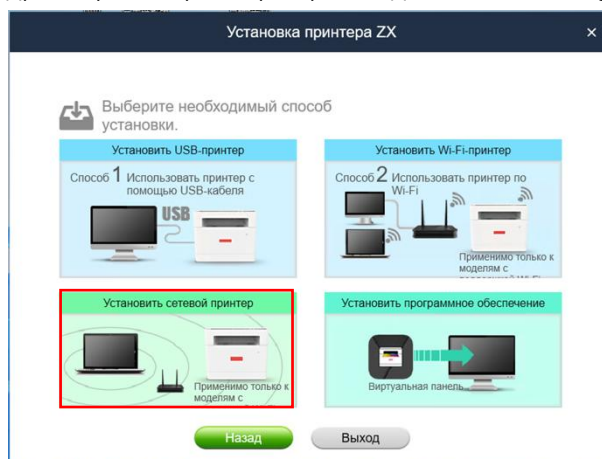 Установка принтера ZX
×
Выберите необходимый способ
установки.
Установить USB-принтер
Способ 1 Использовать принтер с
помощью USB-кабеля
USB
Установить Wi-Fi-принтер
Способ 2 Использовать принтер по
Wi-Fi
Применимо только к
моделям с
Установить сетевой принтер
Применимо только к
моделям с
Установить программное обеспечение
Виртуальная панель
Назад
Выход